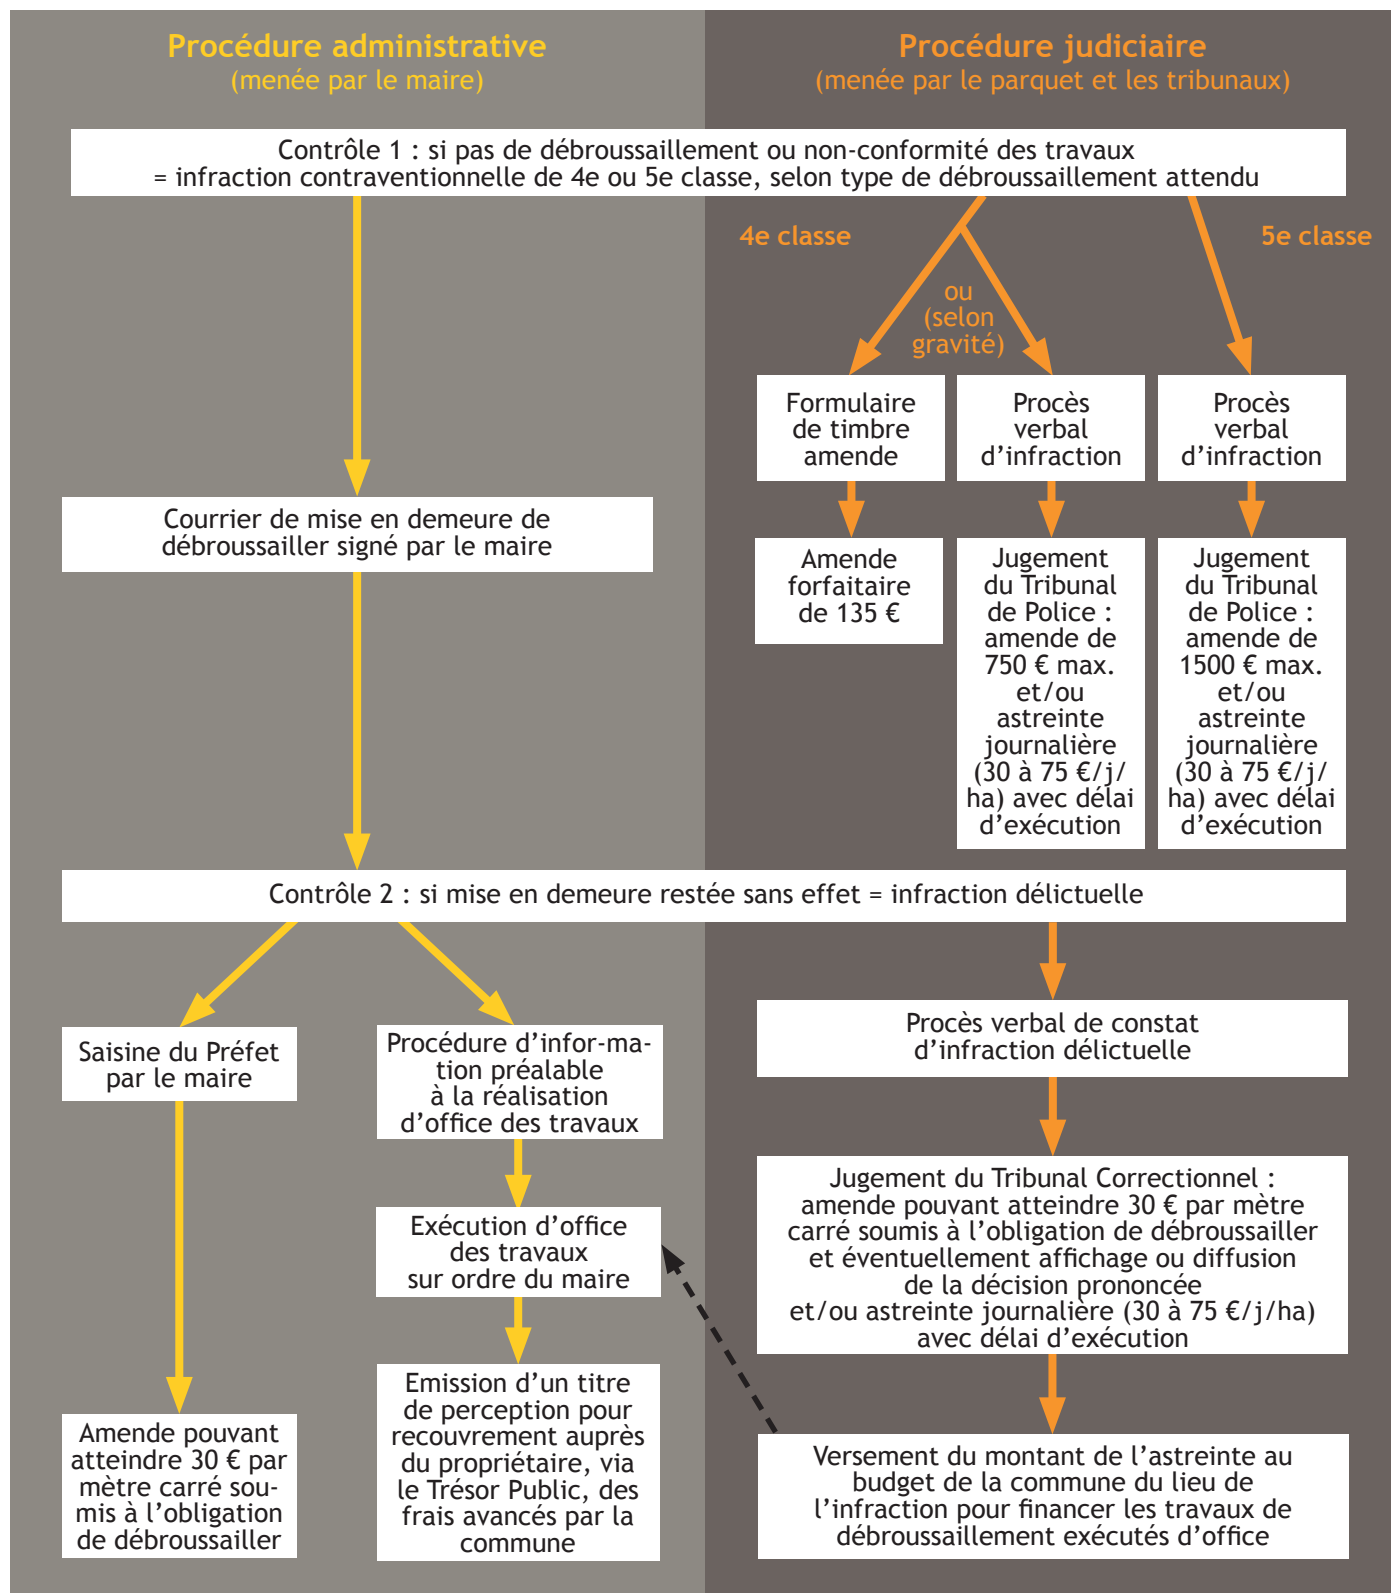 Procédure administrative
(menée par le maire)
Procédure judiciaire
(menée par le parquet et les tribunaux)
Contrôle 1 : si pas de débroussaillement ou non-conformité des travaux
= infraction contraventionnelle de 4e ou 5e classe, selon type de débroussaillement attendu
4e classe
5e classe
ou
(selon
gravité)
Formulaire
de timbre
amende
Procès
verbal
d’infraction
Procès
verbal
d’infraction
Courrier de mise en demeure de
débroussailler signé par le maire
Amende
forfaitaire
de 135 €
Jugement
du Tribunal
de Police :
amende de
750 € max.
et/ou
astreinte
journalière
(30 à 75 €/j/
ha) avec délai
d’exécution
Jugement
du Tribunal
de Police :
amende de
1500 € max.
et/ou
astreinte
journalière
(30 à 75 €/j/
ha) avec délai
d’exécution
Contrôle 2 : si mise en demeure restée sans effet = infraction délictuelle
Saisine du Préfet
par le maire
Procédure d’infor-ma-
tion préalable
à la réalisation
d’office des travaux
Procès verbal de constat
d’infraction délictuelle
Exécution d’office
des travaux
sur ordre du maire
Jugement du Tribunal Correctionnel :
amende pouvant atteindre 30 € par mètre
carré soumis à l’obligation de débroussailler
et éventuellement affichage ou diffusion
de la décision prononcée
et/ou astreinte journalière (30 à 75 €/j/ha)
avec délai d’exécution
Amende pouvant
atteindre 30 € par
mètre carré sou-
mis à l’obligation
de débroussailler
Emission d’un titre
de perception pour
recouvrement auprès
du propriétaire, via
le Trésor Public, des
frais avancés par la
commune
Versement du montant de l’astreinte au
budget de la commune du lieu de
l’infraction pour financer les travaux de
débroussaillement exécutés d’office